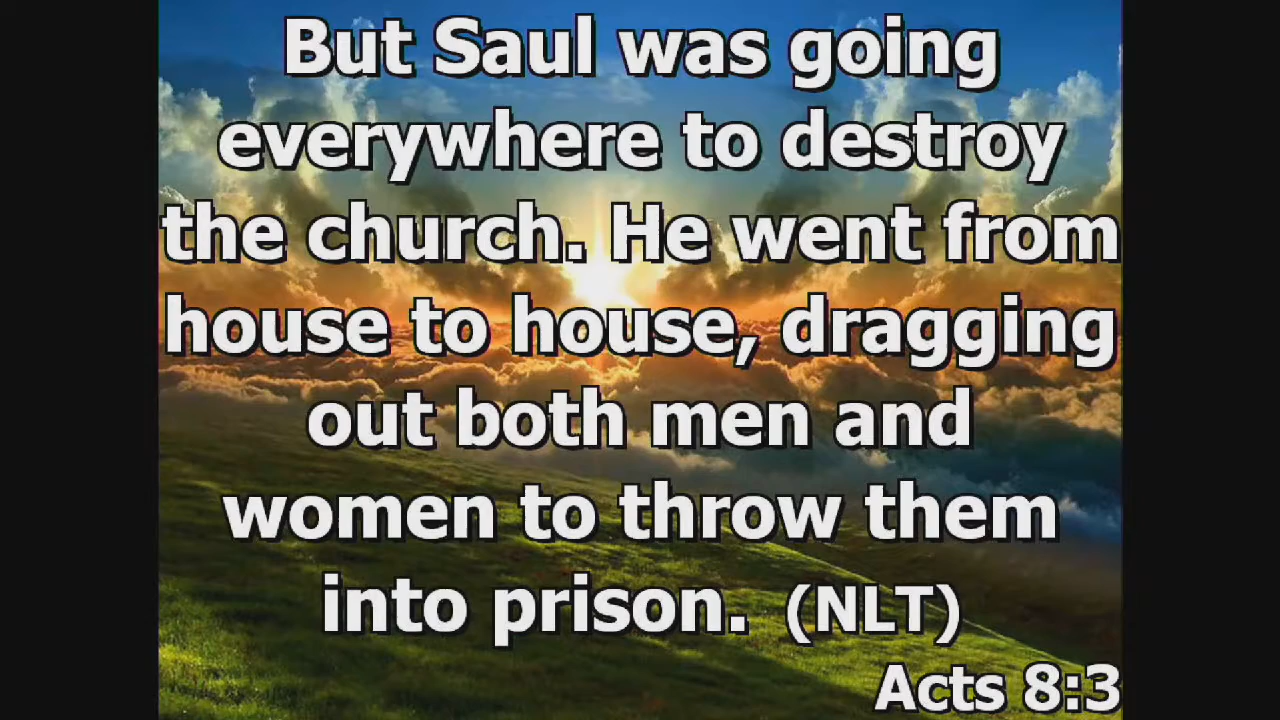 But Saul was going
everywhere to destroy
the church. He went from
house to house, dragging
out both men and
women to throw them
into prison. (NLT)
Acts 8:3